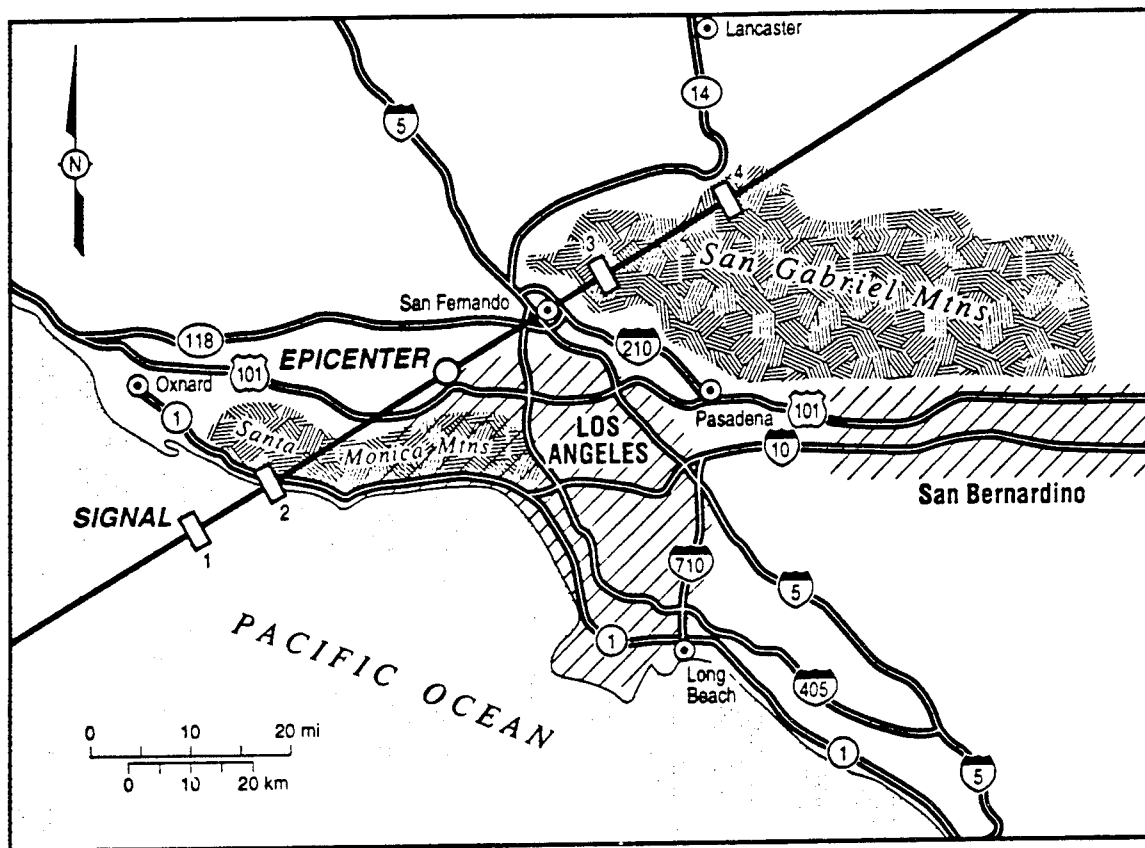 Lancaster
14
5
N
4
3
San Gabriel Mtns
San Fernando
118
EPICENTER
210
101
Oxnard
1
Pasadena
101
LOS
ANGELES
10
Santa
Monica Mtns
San Bernardino
SIGNAL
2
1
710
5
PACIFIC OCEAN
1
Long
Beach
405
0 10 20 mi
0 10 20 km
1
5